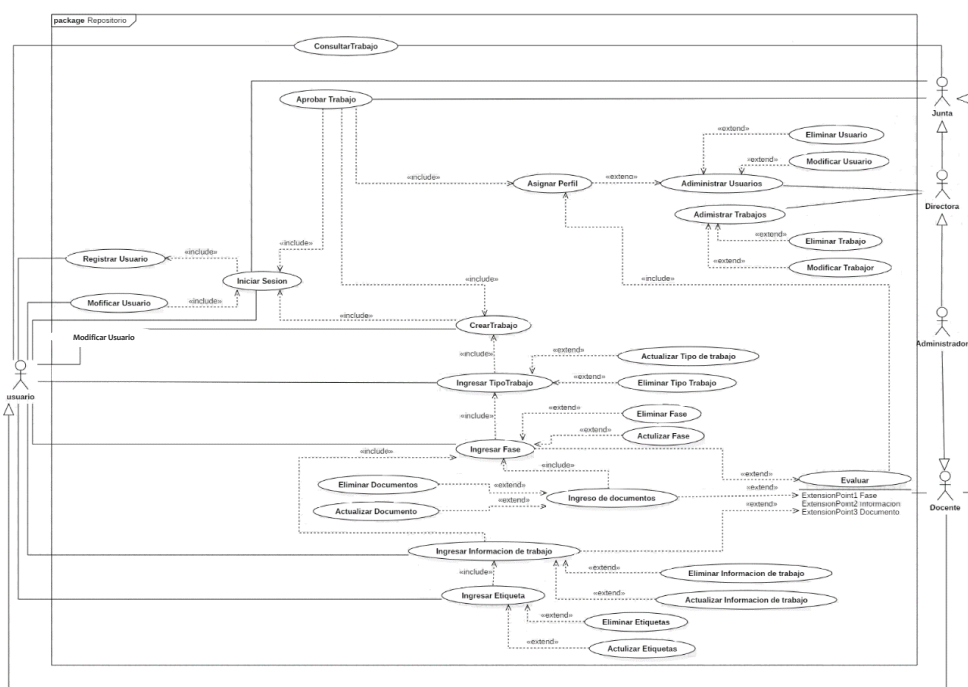 package Repositorio
ConsultarTrabajo
Aprobar Trabajo
Junta
«extend»
Eliminar Usuario
«extend»
Modificar Usuario
«include»
Asignar Perfil
«exteno»
Administrar Usuarios
Directora
Admistrar Trabajos
Eliminar Trabajo
«extend»
«extend»
Modificar Trabajor
«include»
«include»
Registrar Usuario
«include»
Iniciar Sesion
«include»
Mofificar Usuario
«include»
«include»
CrearTrabajo
Modificar Usuario
Administrador
«include»
«extend»
Actualizar Tipo de trabajo
usuario
Ingresar TipoTrabajo
«extend»
Eliminar Tipo Trabajo
«include»
«extend»
Eliminar Fase
«extend»
Actulizar Fase
«include»
Ingresar Fase
«include»
«extend»
Evaluar
Eliminar Documentos
«extend»
Ingreso de documentos
«extend»
ExtensionPoint1 Fase
ExtensionPoint2 Informacion
ExtensionPoint3 Documento
Docente
Actualizar Documento
«extend»
«extend»
Ingresar Informacion de trabajo
«include»
«extend»
Eliminar Informacion de trabajo
«extend»
Actualizar Informacion de trabajo
Ingresar Etiqueta
«extend»
Eliminar Etiquetas
«extend»
Actulizar Etiquetas